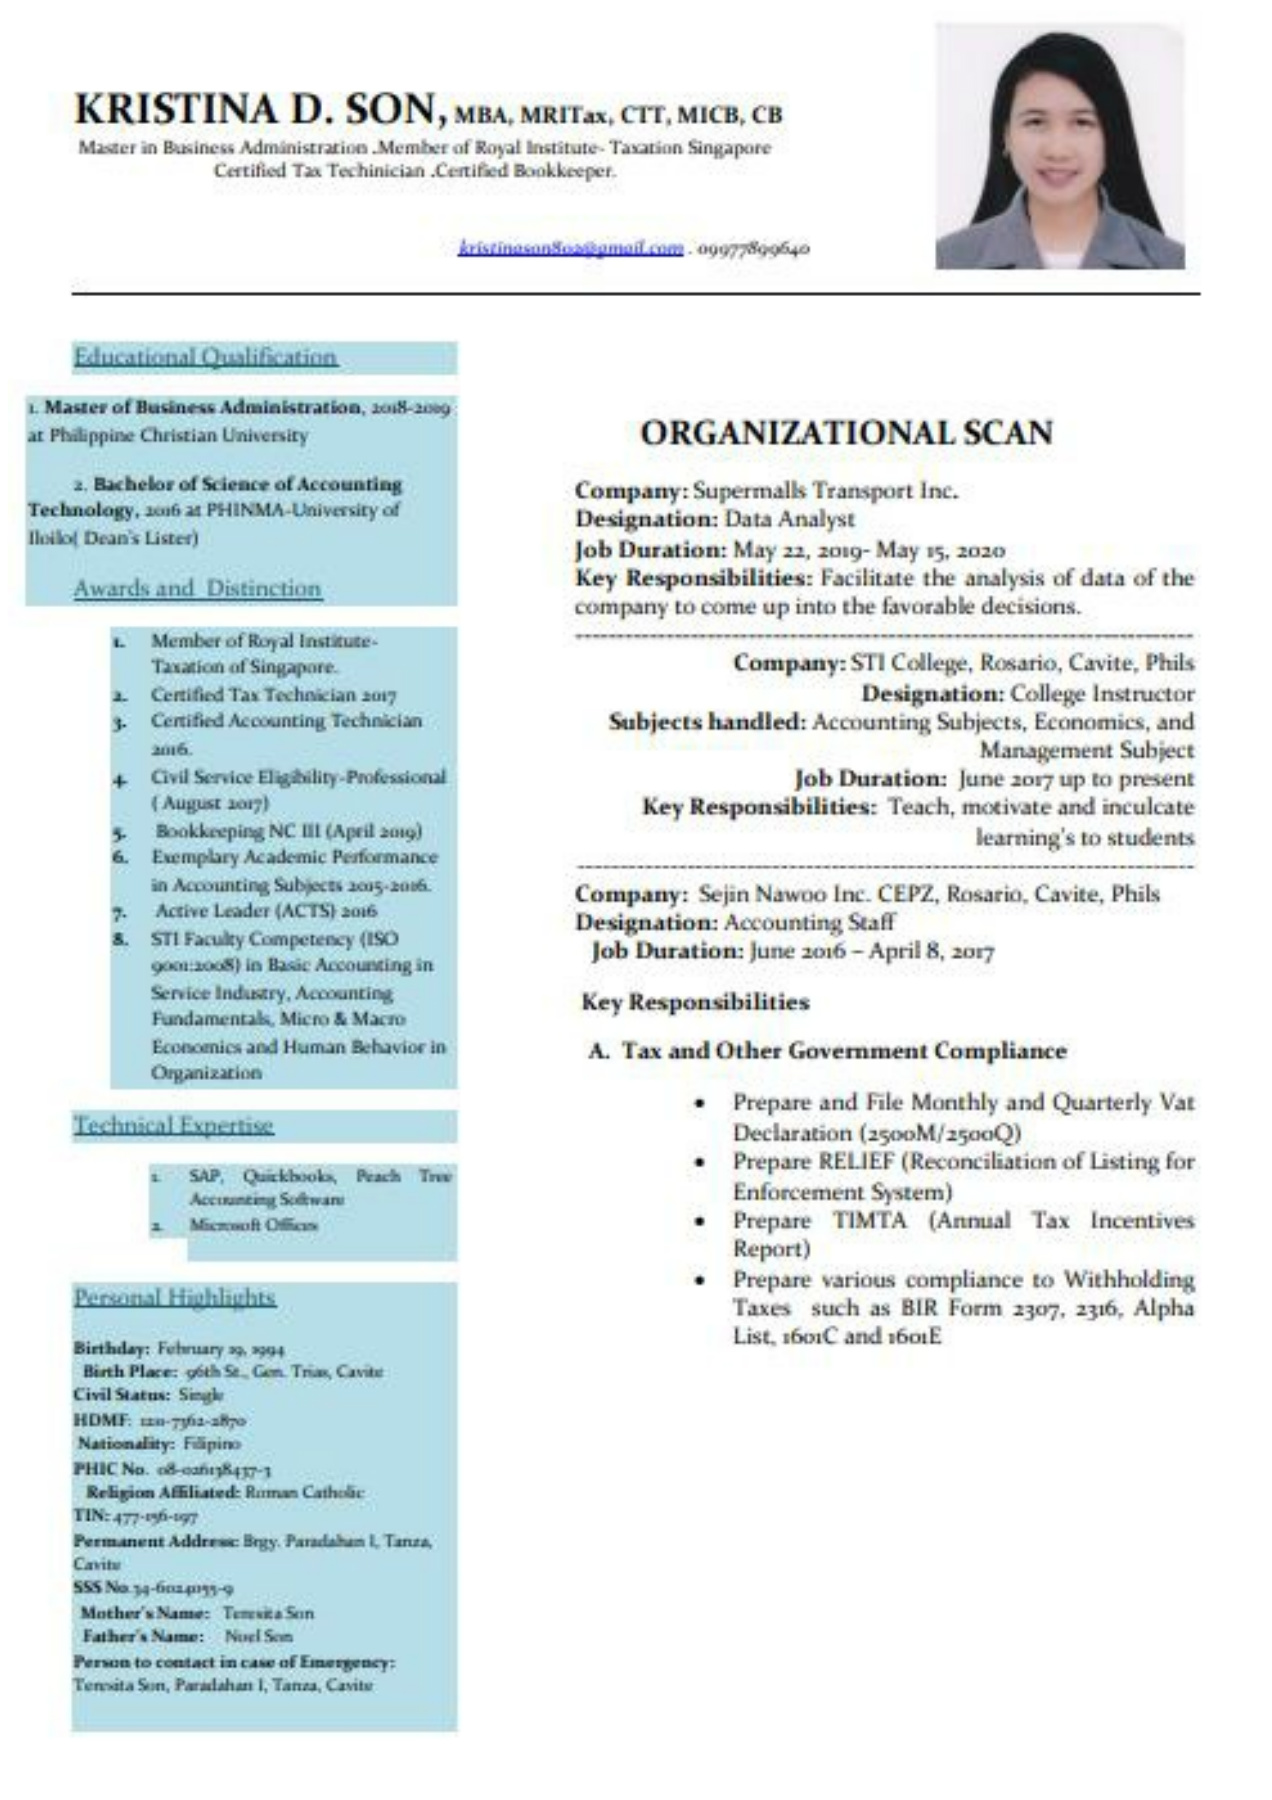 KRISTINA D. SON, MBA, MRITax, CTT, MICB, CB
Master in Business Administration .Member of Royal Institute- Taxation Singapore
Certified Tax Techinician .Certified Bookkeeper.
kristinason802@gmail.com . 09977899640
Educational Qualification
1. Master of Business Administration, 2018-2019
at Philippine Christian University
2. Bachelor of Science of Accounting
Technology, 2016 at PHINMA-University of
Iloilo( Dean's Lister)
Awards and Distinction
1. Member of Royal Institute-
Taxation of Singapore.
2. Certified Tax Technician 2017
3. Certified Accounting Technician
2016.
4. Civil Service Eligibility-Professional
( August 2017)
5. Bookkeeping NC III (April 2019)
6. Exemplary Academic Performance
in Accounting Subjects 2015-2016.
7. Active Leader (ACTS) 2016
8. STI Faculty Competency (ISO
9001:2008) in Basic Accounting in
Service Industry, Accounting
Fundamentals, Micro & Macro
Economics and Human Behavior in
Organization
Technical Expertise
1. SAP, Quickbooks, Peach Tree
Accounting Software
2. Microsoft Offices
Personal Highlights
Birthday: February 19, 1994
Birth Place: 96th St., Gen. Trias, Cavite
Civil Status: Single
HDMF:
Nationality: Filipino
PHIC No.
Religion Affiliated: Roman Catholic
TIN:
Permanent Address: Brgy. Paradahan I, Tanza,
Cavite
SSS No.
Mother's Name: Teresita Son
Father's Name: Noel Son
Person to contact in case of Emergency:
Teresita Son, Paradahan I, Tanza, Cavite
ORGANIZATIONAL SCAN
Company: Supermalls Transport Inc.
Designation: Data Analyst
Job Duration: May 22, 2019- May 15, 2020
Key Responsibilities: Facilitate the analysis of data of the
company to come up into the favorable decisions.
Company: STI College, Rosario, Cavite, Phils
Designation: College Instructor
Subjects handled: Accounting Subjects, Economics, and
Management Subject
Job Duration: June 2017 up to present
Key Responsibilities: Teach, motivate and inculcate
learning's to students
Company: Sejin Nawoo Inc. CEPZ, Rosario, Cavite, Phils
Designation: Accounting Staff
Job Duration: June 2016 – April 8, 2017
Key Responsibilities
A. Tax and Other Government Compliance
• Prepare and File Monthly and Quarterly Vat
Declaration (2500M/2500Q)
• Prepare RELIEF (Reconciliation of Listing for
Enforcement System)
• Prepare TIMTA (Annual Tax Incentives
Report)
• Prepare various compliance to Withholding
Taxes such as BIR Form 2307, 2316, Alpha
List, 1601C and 1601E